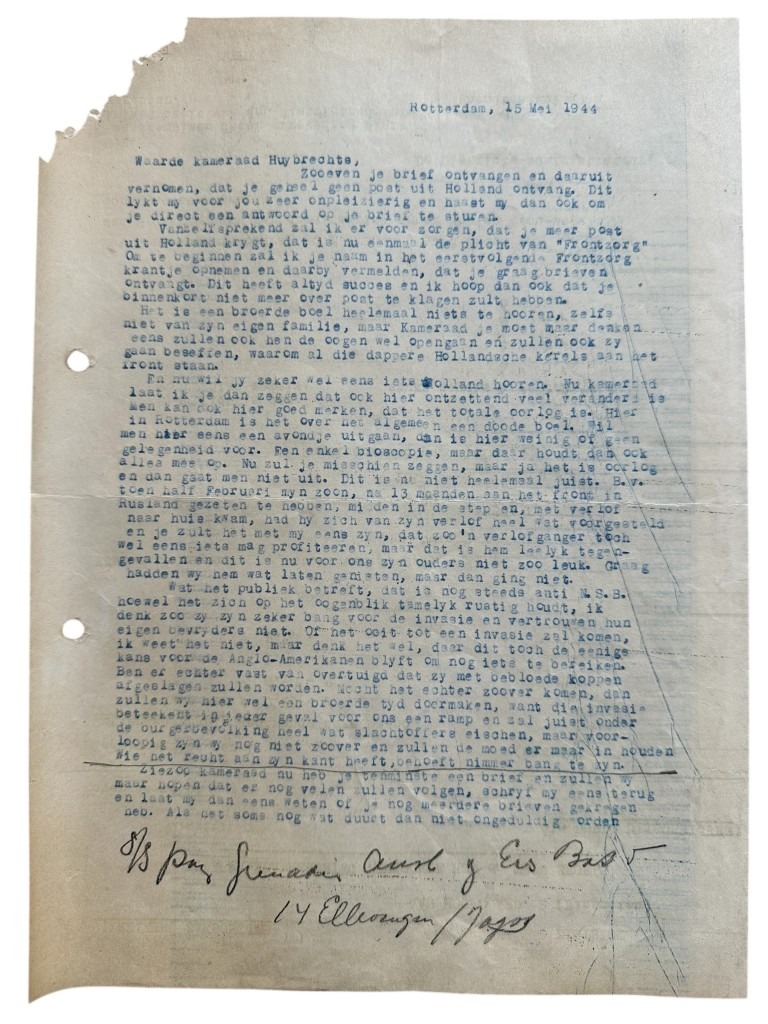 Rotterdam, 15 Mei 1944
Waarde kameraad Huybrechts,
Zooeven je brief ontvangen en daaruit
vernomen, dat je geheel geen post uit Holland ontvang. Dit
lykt my voor jou zeer onpleizierig en haast my dan ook om
je direct een antwoord op je brief te sturen.
Vanzelfsprekend zal ik er voor zorgen, dat je meer post
uit Holland krygt, dat is nu eenmaal de plicht van "Frontzorg"
Om te beginnen zal ik je naam in het eerstvolgende Frontzorg
krantje opnemen en daarby vermelden, dat je graag brieven
ontvangt. Dit heeft altyd succes en ik hoop dan ook dat je
binnenkort niet meer over post te klagen zult hebben.
Het is een broerde boel heelemaal niets te hooren, zelfs
niet van zyn eigen familie, maar Kameraad je moet maar denken
eens zullen ook hen de oogen wel opengaan en zullen ook zy
gaan beseffen, waarom al die dappere Hollandsche kerels aan het
front staan.
En nu wil jy zeker wel eens iets Holland hooren. Nu kameraad
laat ik je dan zeggen dat ook hier ontzettend veel veranderd is
Men kan ook hier goed merken, dat het totale oorlog is. Hier
in Rotterdam is het over het algemeen een doode boel. Wil
men hier eens een avondje uitgaan, dan is hier weinig of geen
gelegenheid voor. Een enkel bioscopie, maar daar houdt dan ook
alles mee op. Nu zul je misschien zeggen, maar ja het is oorlog
en dan gaat men niet uit. Dit is nu niet heelemaal juist. B.v.
toen half Februari myn zoon, na 13 maanden aan het front in
Rusland gezeten te hebben, midden in de steppen, met verlof
naar huis kwam, had hy zich van zyn verlof heel wat voorgesteld
en je zult het met my eens zyn, dat zoo'n verlofganger toch
wel eens iets mag profiteeren, maar dat is hem leelyk tegen-
gevallen en dit is nu voor ons zyn ouders niet zoo leuk. Graag
hadden wy hem wat laten genieten, maar dan ging niet.
Wat het publiek betreft, dat is nog steeds anti N.S.B.
hoewel het zich op het oogenblik tamelyk rustig houdt, ik
denk zoo zy zyn zeker bang voor de invasie en vertrouwen hun
eigen bevryders niet. Of het ooit tot een invasie zal komen,
ik weet het niet, maar denk het wel, daar dit toch de eenige
kans voor de Anglo-Amerikanen blyft om nog iets te bereiken.
Ben er echter vast van overtuigd dat zy met bebloede koppen
afgeslagen zullen worden. Mocht het echter zoover komen, dan
zullen wy hier wel een broerde tyd doormaken, want die invasie
beteekent in jeder geval voor ons een ramp en zal juist onder
de burgerbevolking heel wat slachtoffers eischen, maar voor-
loopig zyn wy nog niet zoover en zullen de moed er maar in houden
Wie het recht aan zyn kant heeft, behoeft nimmer bang te zyn.
Ziezoo kameraad nu heb je tenminste een brief en zullen wy
maar hopen dat er nog velen zullen volgen, schryf my eens terug
en laat my dan eens weten of je nog meerdere brieven gekregen
heb. Als het soms nog wat duurt dan niet ongeduldig orden
14